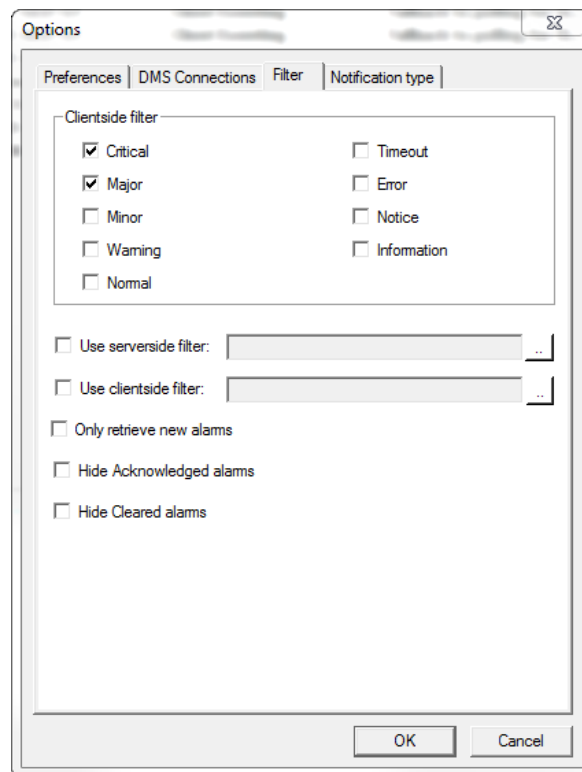 Options
Preferences DMS Connections Filter Notification type
Clientside filter
Critical Timeout
Major Error
Minor Notice
Warning Information
Normal
Use serverside filter: ..
Use clientside filter: ..
Only retrieve new alarms
Hide Acknowledged alarms
Hide Cleared alarms
OK Cancel